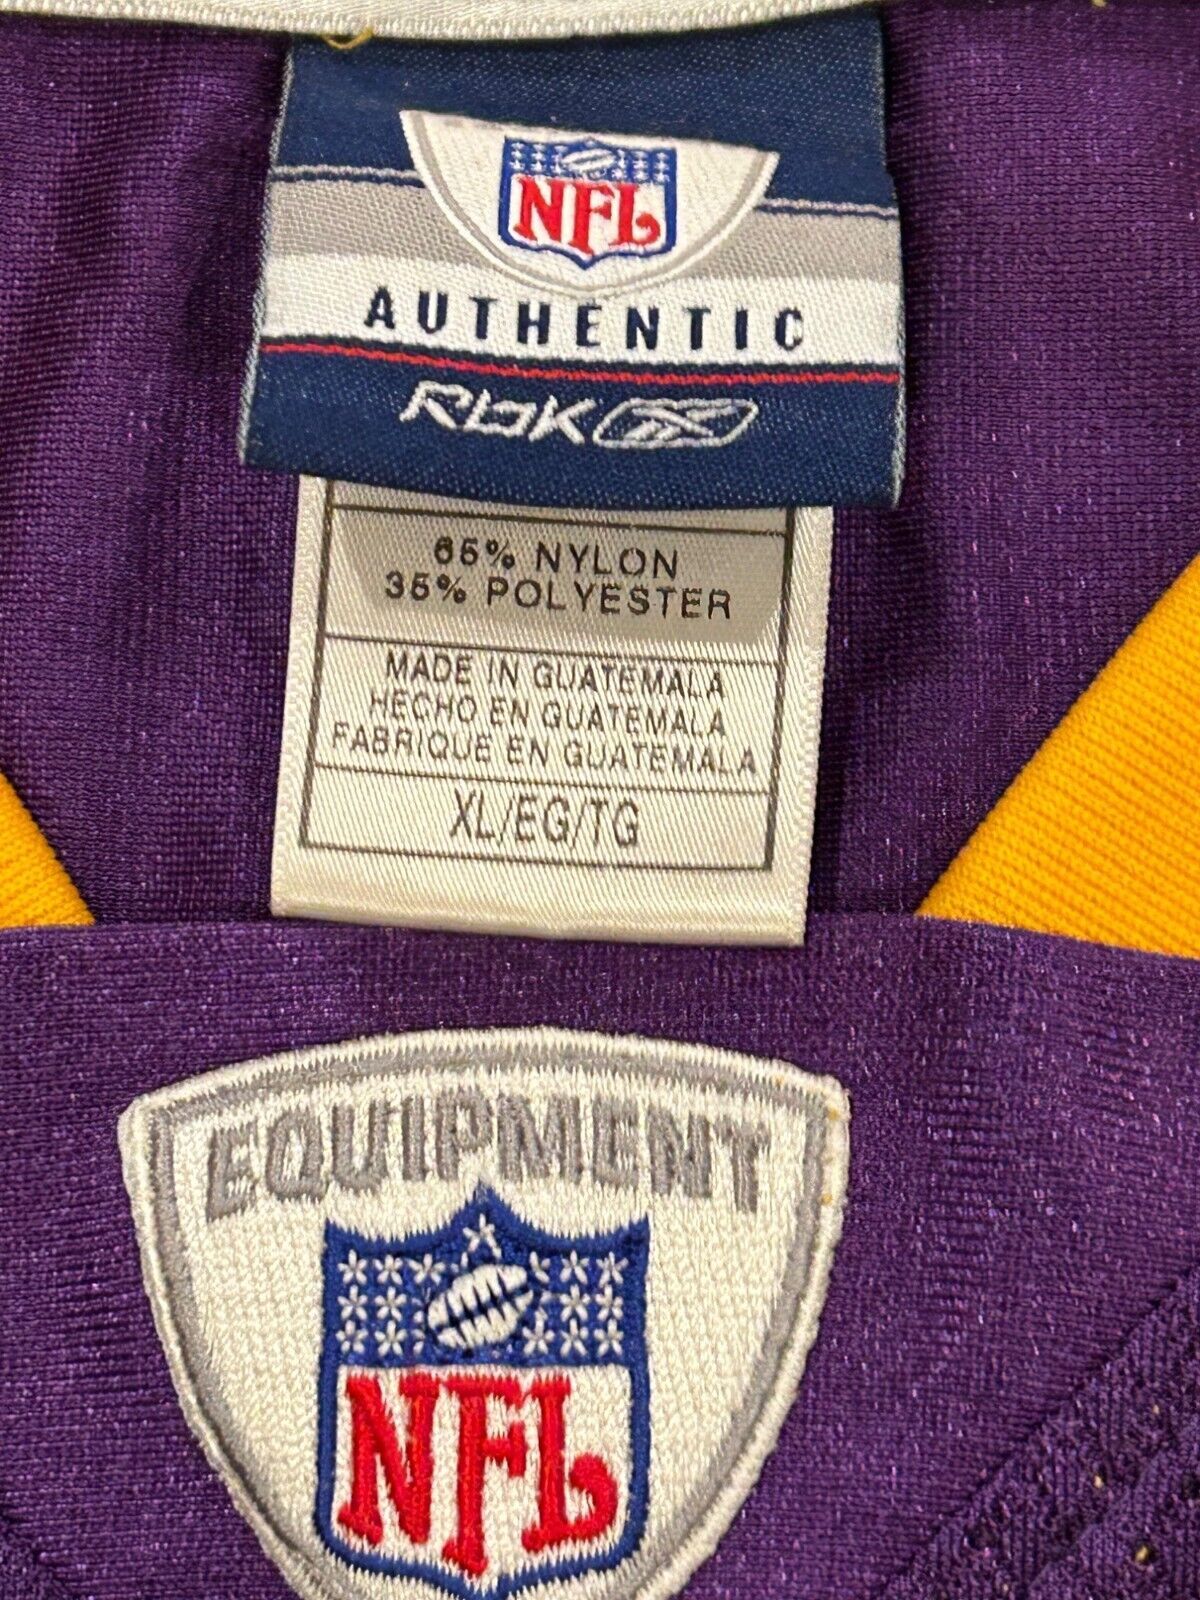 NFL
AUTHENTIC
RBK
65% NYLON
35% POLYESTER
MADE IN GUATEMALA
HECHO EN GUATEMALA
FABRIQUE EN GUATEMALA
XL/EG/TG
EQUIPMENT
NFL